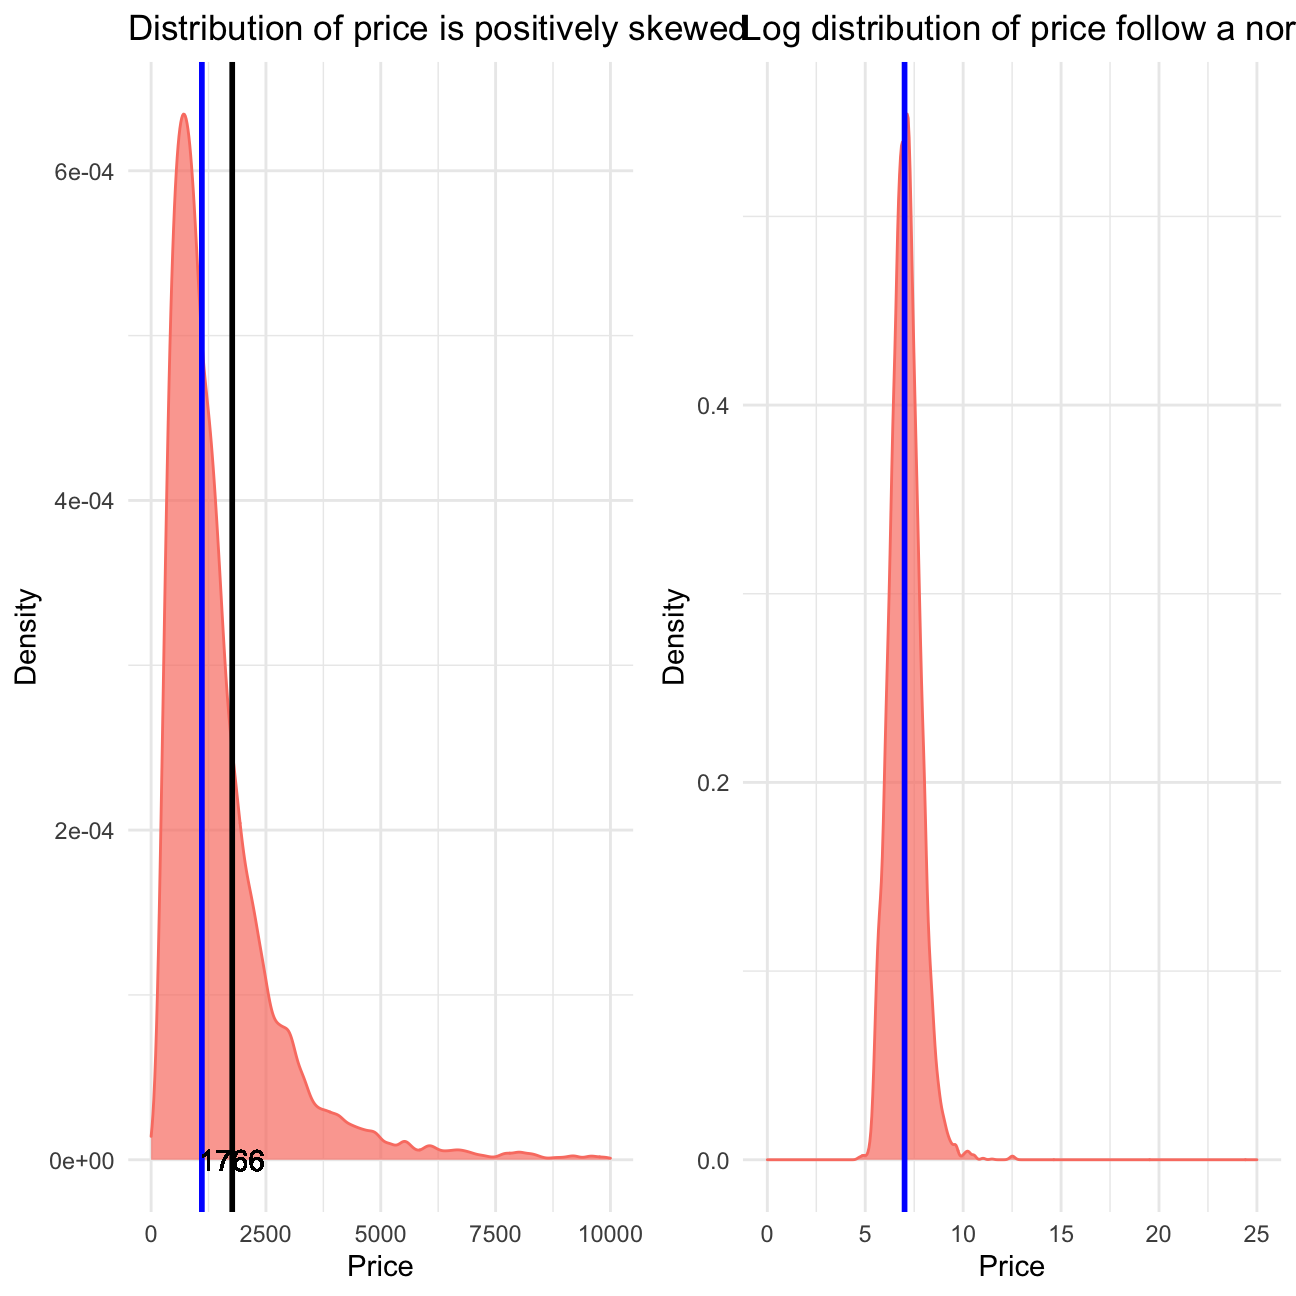 Distribution of price is positively skewed
Density
6e-04
4e-04
2e-04
0e+00
1766
0
2500
5000
7500
10000
Price
Log distribution of price follow a nor
Density
0.4
0.2
0.0
0
5
10
15
20
25
Price